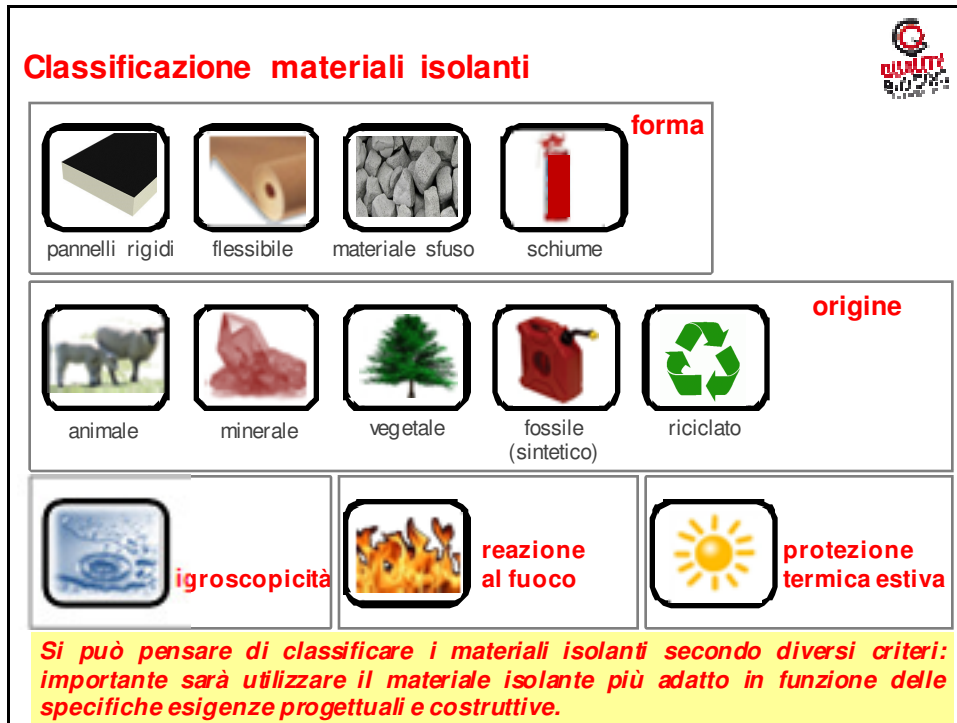 Classificazione materiali isolanti
QUALITY
forma
pannelli rigidi flessibile materiale sfuso schiume
origine
animale minerale vegetale fossile riciclato
(sintetico)
igroscopicità
reazione
al fuoco
protezione
termica estiva
Si può pensare di classificare i materiali isolanti secondo diversi criteri:
importante sarà utilizzare il materiale isolante più adatto in funzione delle
specifiche esigenze progettuali e costruttive.